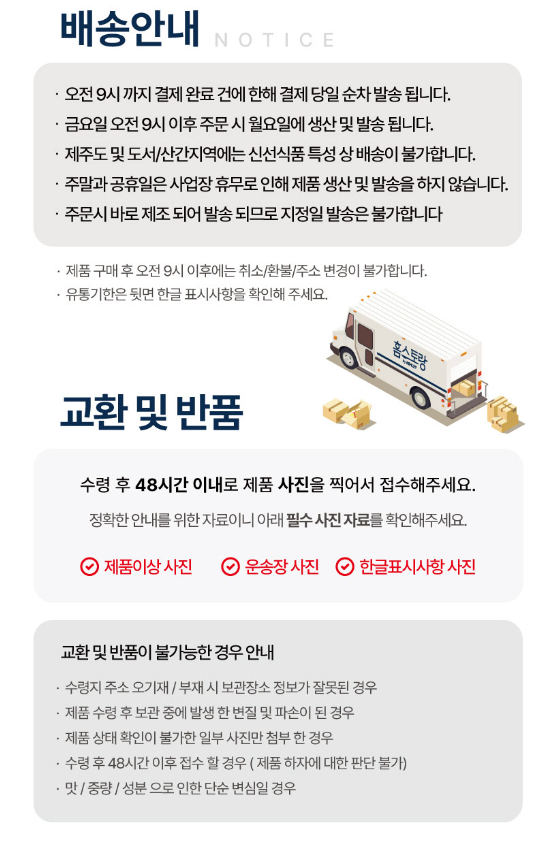 배송안내 NOTICE
· 오전 9시 까지 결제 완료 건에 한해 결제 당일 순차 발송 됩니다.
· 금요일 오전 9시 이후 주문 시 월요일에 생산 및 발송 됩니다.
· 제주도 및 도서/산간지역에는 신선식품 특성 상 배송이 불가합니다.
· 주말과 공휴일은 사업장 휴무로 인해 제품 생산 및 발송을 하지 않습니다.
· 주문시 바로 제조 되어 발송 되므로 지정일 발송은 불가합니다
· 제품 구매 후 오전 9시 이후에는 취소/환불/주소 변경이 불가합니다.
· 유통기한은 뒷면 한글 표시사항을 확인해 주세요.
홈스토랑
교환 및 반품
수령 후 48시간 이내로 제품 사진을 찍어서 접수해주세요.
정확한 안내를 위한 자료이니 아래 필수 사진 자료를 확인해주세요.
제품이상 사진 운송장 사진 한글표시사항 사진
교환 및 반품이 불가능한 경우 안내
· 수령지 주소 오기재 / 부재 시 보관장소 정보가 잘못된 경우
· 제품 수령 후 보관 중에 발생 한 변질 및 파손이 된 경우
· 제품 상태 확인이 불가한 일부 사진만 첨부 한 경우
· 수령 후 48시간 이후 접수 할 경우 ( 제품 하자에 대한 판단 불가)
· 맛 / 중량 / 성분 으로 인한 단순 변심일 경우